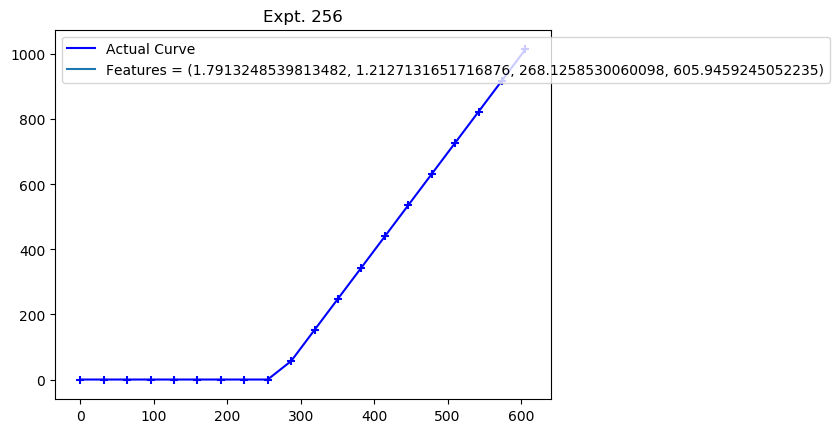 Expt. 256
Actual Curve
Features = (1.7913248539813482, 1.2127131651716876, 268.1258530060098, 605.9459245052235)
1000
800
600
400
200
0
0 100 200 300 400 500 600